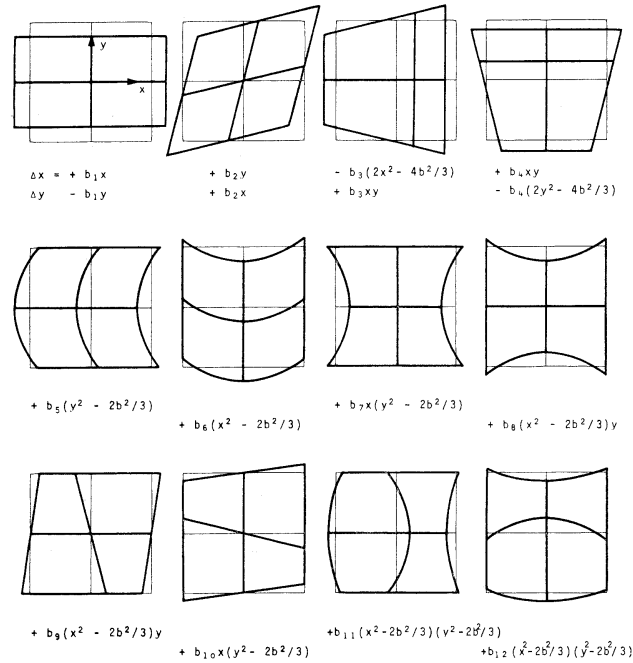 y
x
Δx = + b₁x
Δy - b₁y
+ b₂y
+ b₂x
- b₃(2x² - 4b²/3)
+ b₃xy
+ b₄xy
- b₄(2y² - 4b²/3)
+ b₅(y² - 2b²/3)
+ b₆(x² - 2b²/3)
+ b₇x(y² - 2b²/3)
+ b₈(x² - 2b²/3)y
+ b₉(x² - 2b²/3)y
+ b₁₀x(y² - 2b²/3)
+b₁₁(x²-2b²/3)(y²-2b²/3)
+b₁₂(x²-2b²/3)(y²-2b²/3)